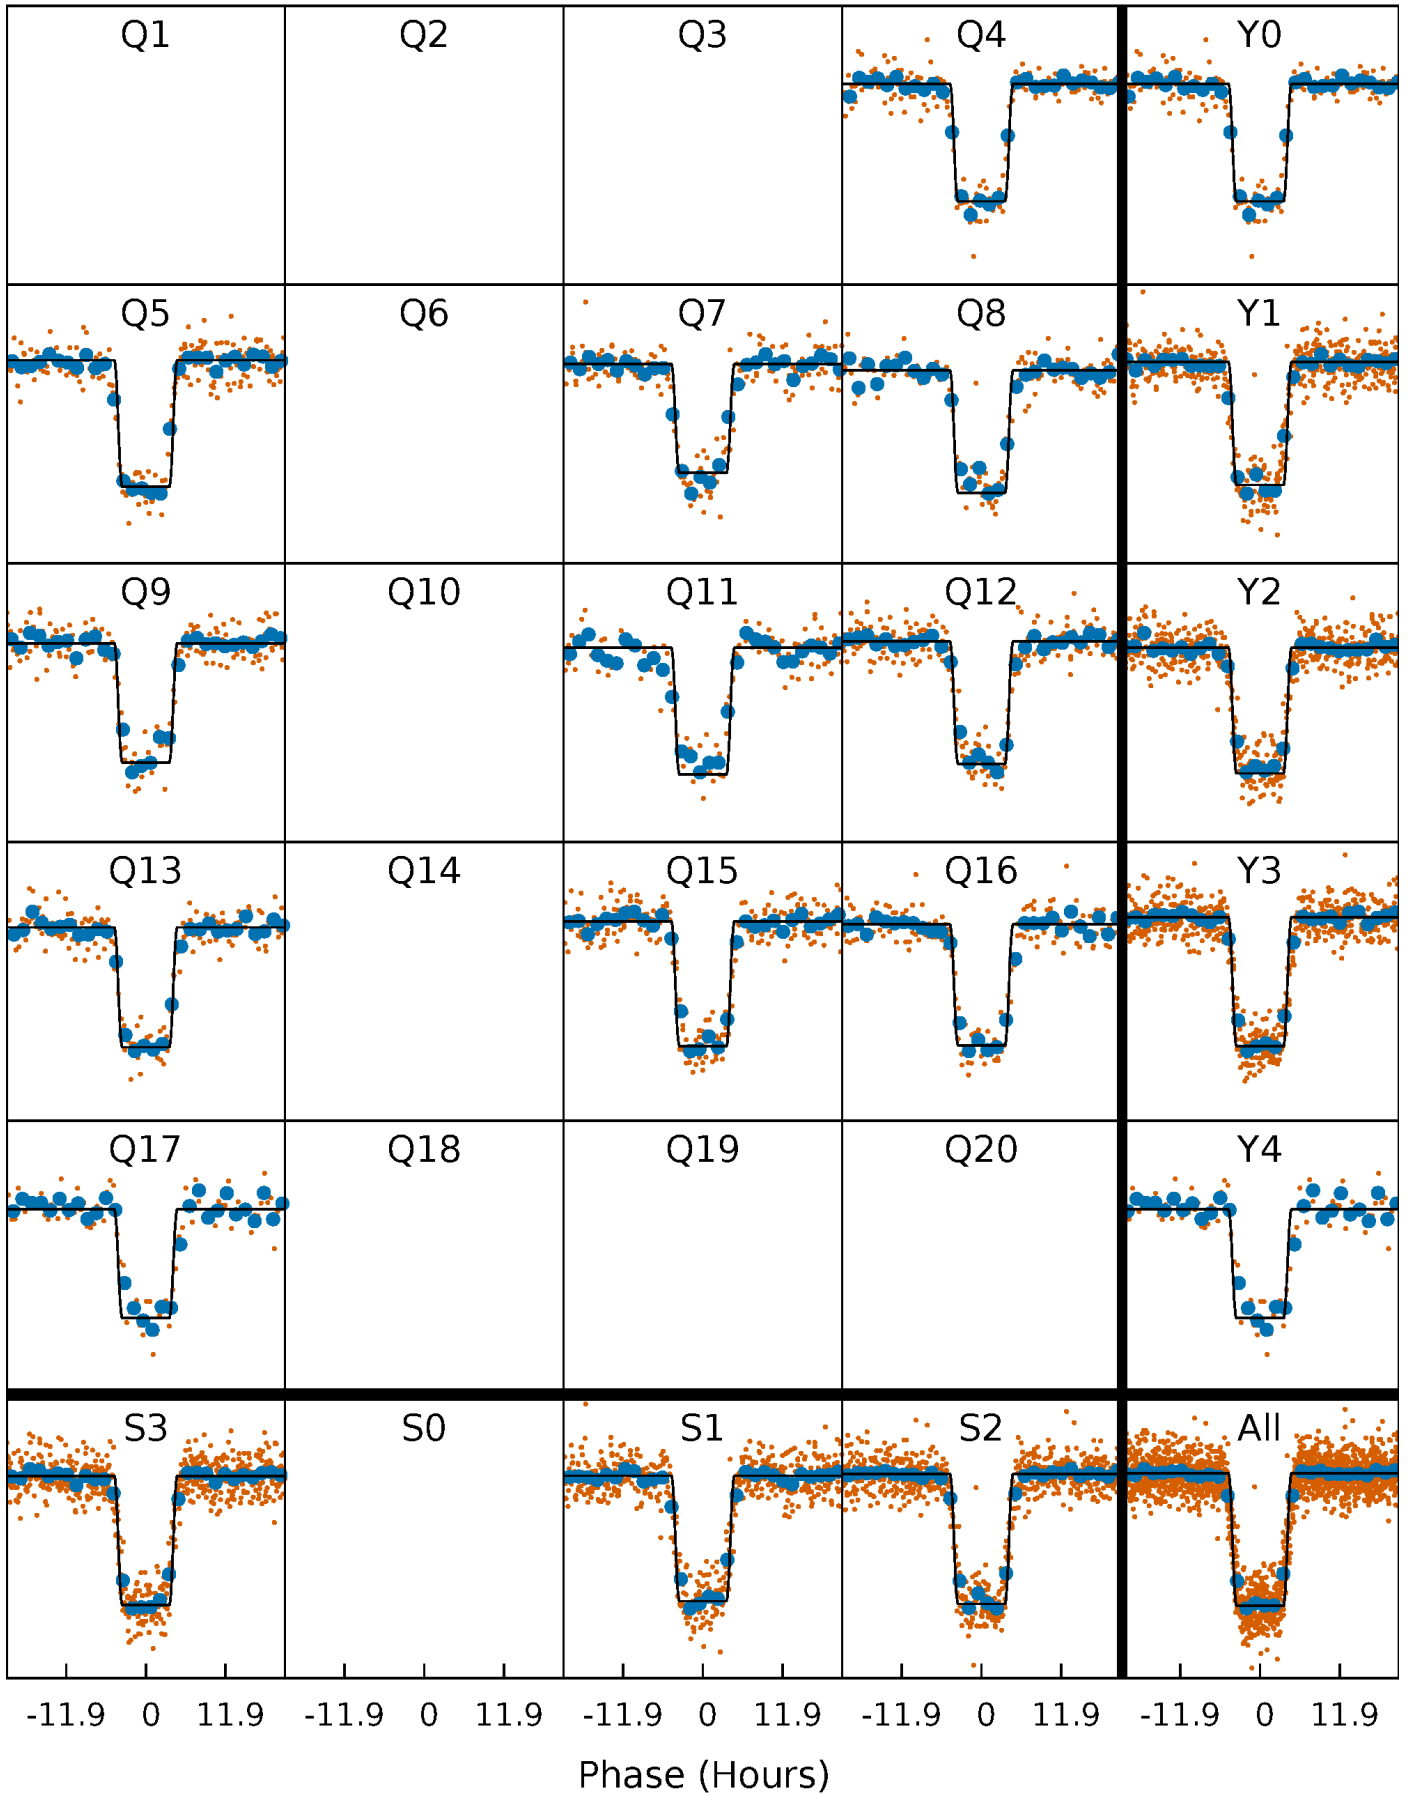 Q1 Q2 Q3 Q4 Y0
Q5 Q6 Q7 Q8 Y1
Q9 Q10 Q11 Q12 Y2
Q13 Q14 Q15 Q16 Y3
Q17 Q18 Q19 Q20 Y4
S3 S0 S1 S2 All
-11.9 0 11.9 -11.9 0 11.9 -11.9 0 11.9 -11.9 0 11.9 -11.9 0 11.9
Phase (Hours)